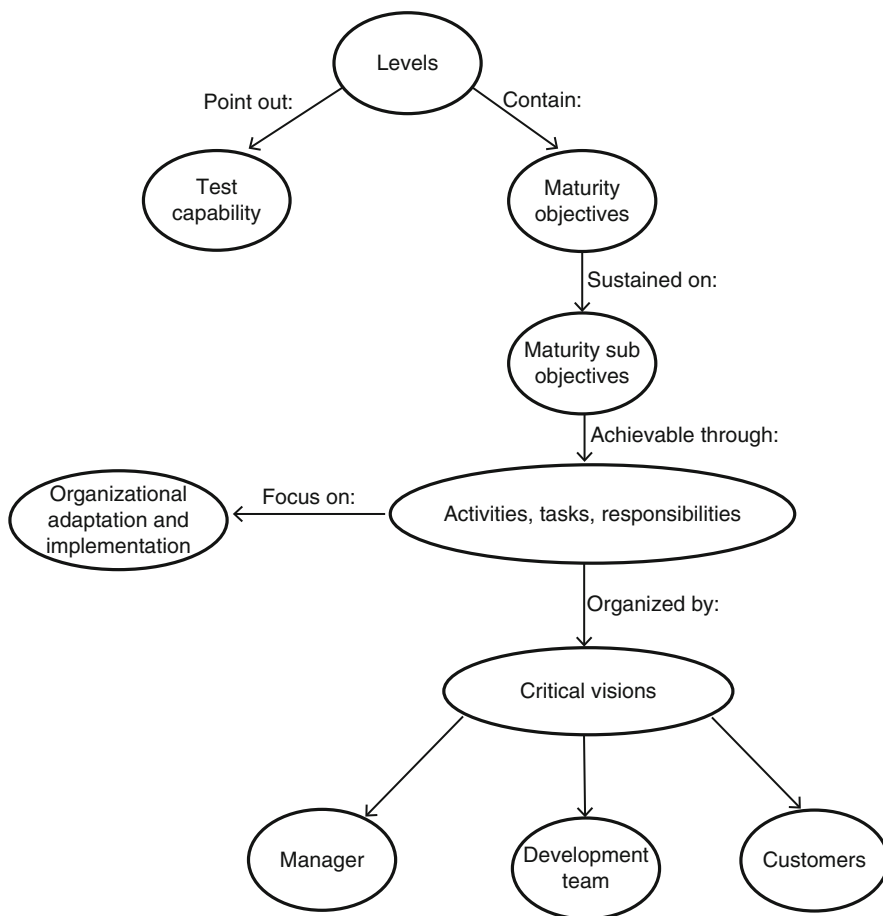 Levels
Point out:
Contain:
Test
capability
Maturity
objectives
Sustained on:
Maturity sub
objectives
Achievable through:
Organizational
adaptation and
implementation
Focus on:
Activities, tasks, responsibilities
Organized by:
Critical visions
Manager
Development
team
Customers